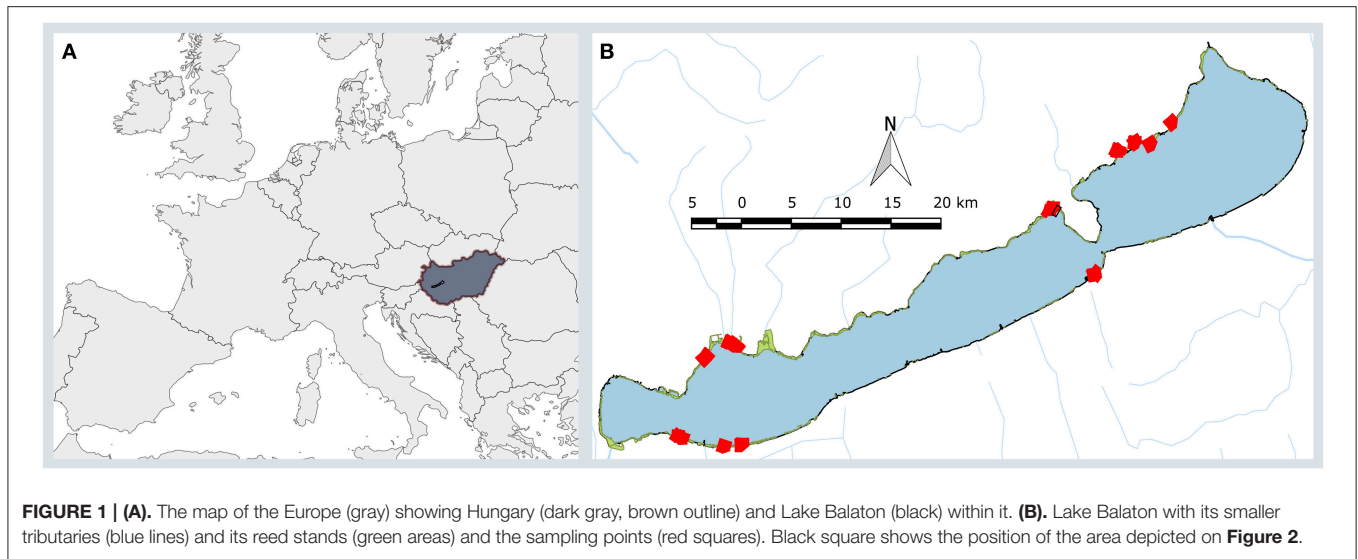 A
B
N
5 0 5 10 15 20 km
FIGURE 1 | (A). The map of the Europe (gray) showing Hungary (dark gray, brown outline) and Lake Balaton (black) within it. (B). Lake Balaton with its smaller
tributaries (blue lines) and its reed stands (green areas) and the sampling points (red squares). Black square shows the position of the area depicted on Figure 2.